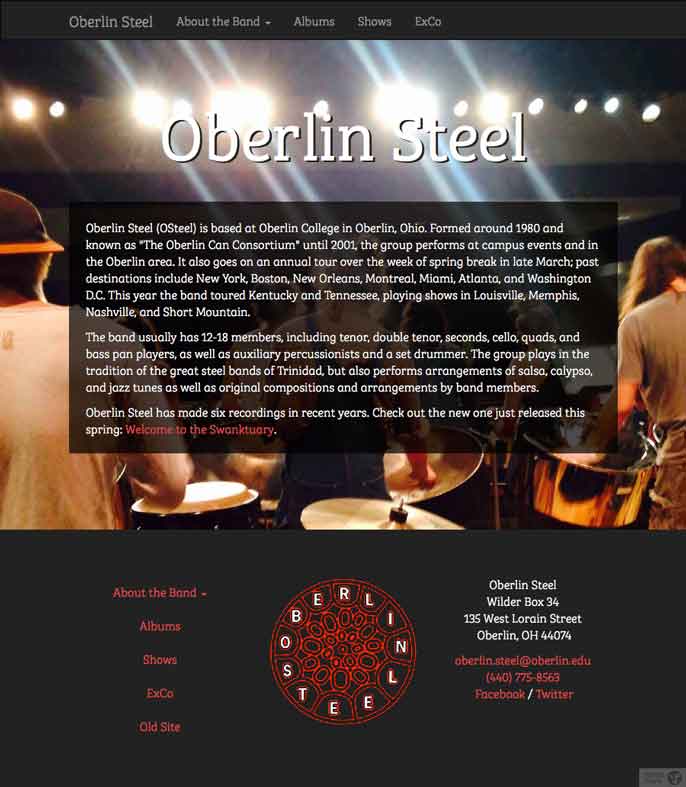 Oberlin Steel About the Band Albums Shows ExCo
Oberlin Steel
Oberlin Steel (OSteel) is based at Oberlin College in Oberlin, Ohio. Formed around 1980 and
known as "The Oberlin Can Consortium" until 2001, the group performs at campus events and in
the Oberlin area. It also goes on an annual tour over the week of spring break in late March; past
destinations include New York, Boston, New Orleans, Montreal, Miami, Atlanta, and Washington
D.C. This year the band toured Kentucky and Tennessee, playing shows in Louisville, Memphis,
Nashville, and Short Mountain.
The band usually has 12-18 members, including tenor, double tenor, seconds, cello, quads, and
bass pan players, as well as auxiliary percussionists and a set drummer. The group plays in the
tradition of the great steel bands of Trinidad, but also performs arrangements of salsa, calypso,
and jazz tunes as well as original compositions and arrangements by band members.
Oberlin Steel has made six recordings in recent years. Check out the new one just released this
spring: Welcome to the Swanktuary.
About the Band
Albums
Shows
ExCo
Old Site
OBERLIN
STEEL
Oberlin Steel
Wilder Box 34
135 West Lorain Street
Oberlin, OH 44074
oberlin.steel@oberlin.edu
(440) 775-8563
Facebook / Twitter